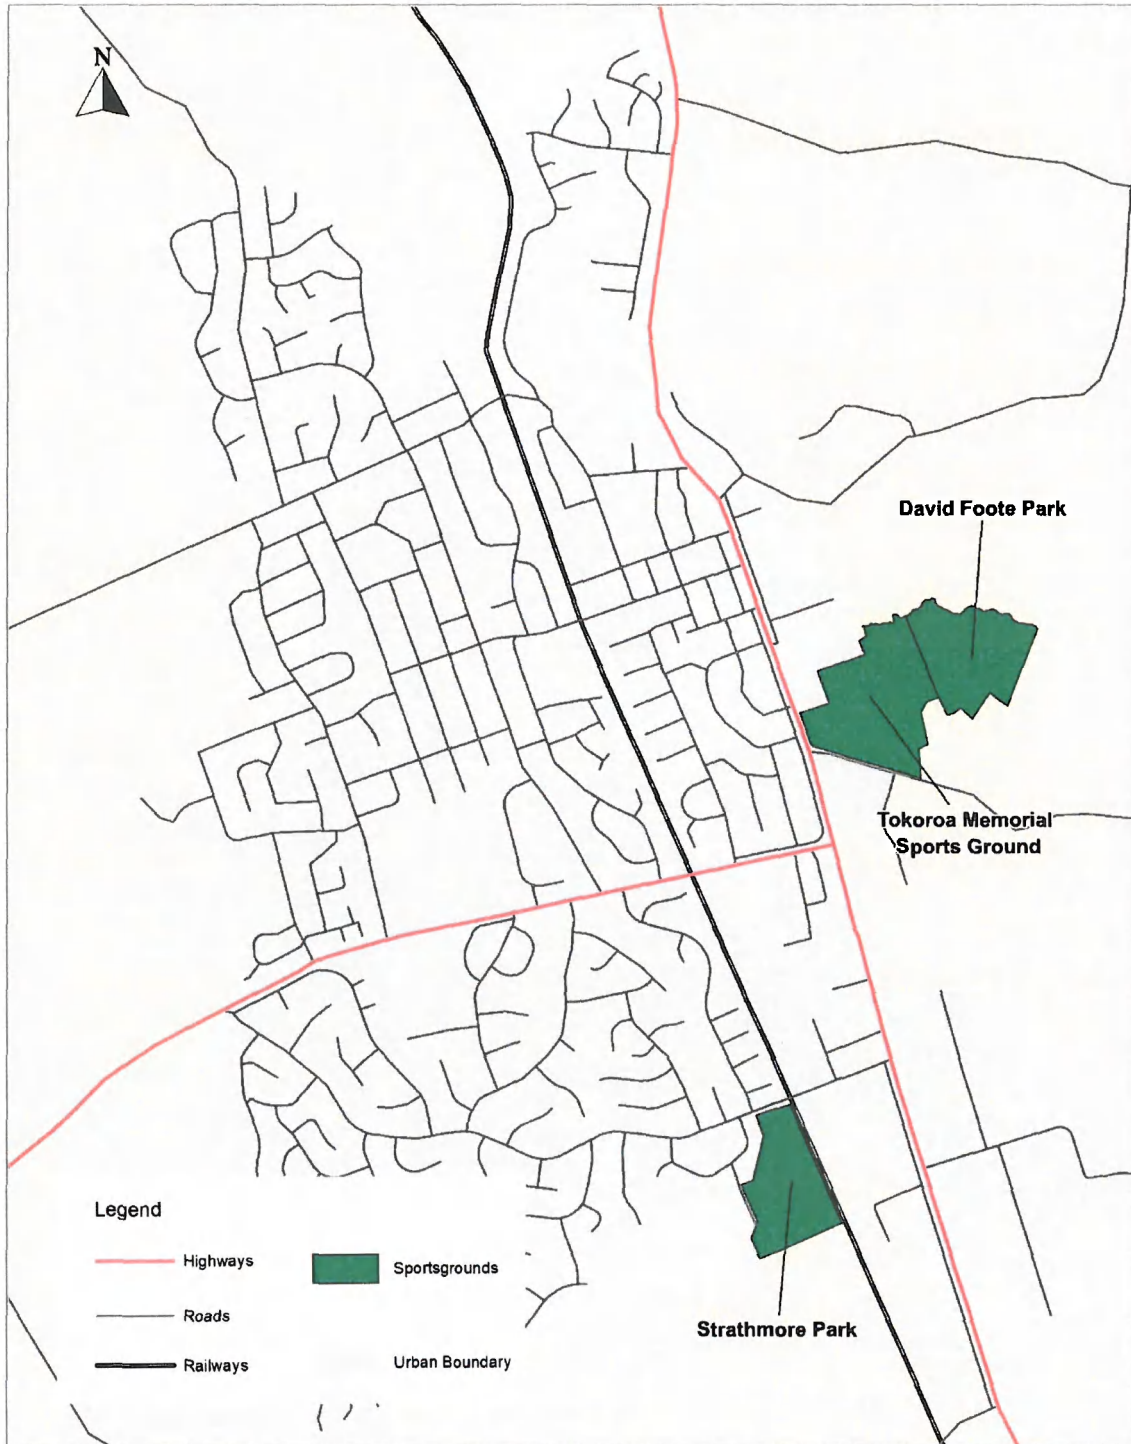 N
David Foote Park
Tokoroa Memorial
Sports Ground
Legend
Highways
Sportsgrounds
Roads
Strathmore Park
Railways
Urban Boundary